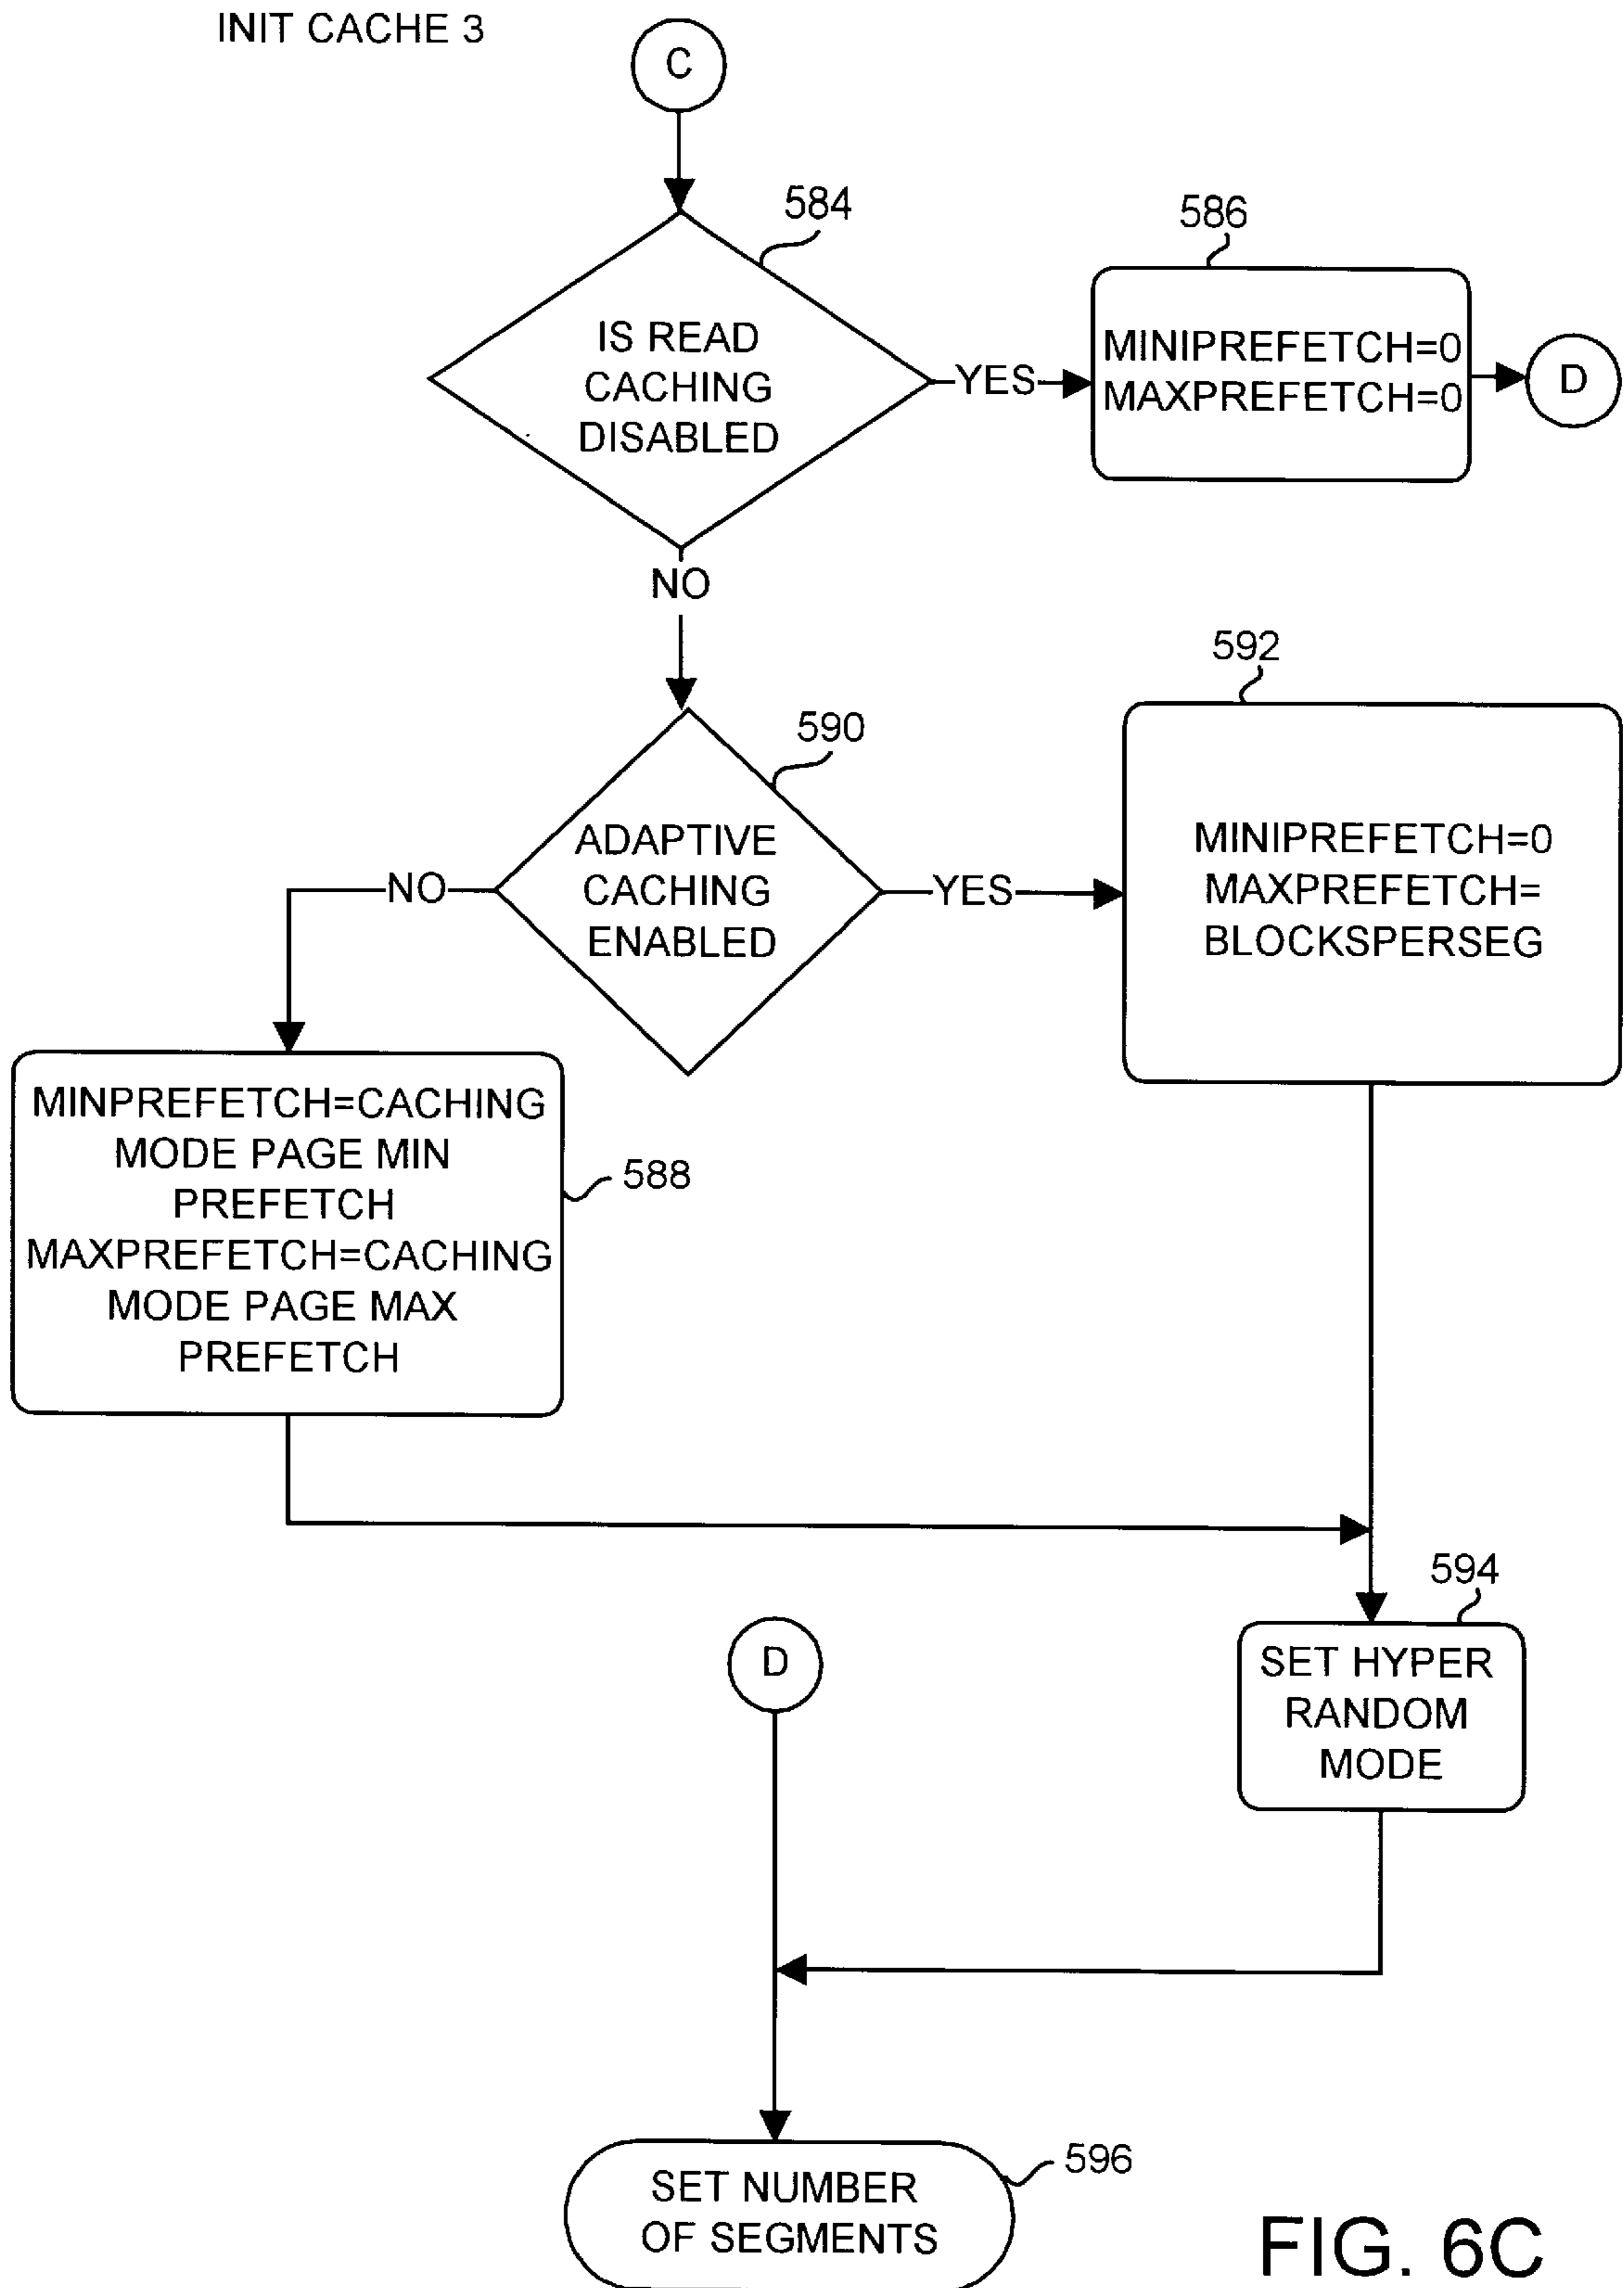 INIT CACHE 3
C
584
IS READ
CACHING
DISABLED
YES
586
MINIPREFETCH=0
MAXPREFETCH=0
D
NO
590
ADAPTIVE
CACHING
ENABLED
NO
YES
592
MINIPREFETCH=0
MAXPREFETCH=
BLOCKSPERSEG
MINPREFETCH=CACHING
MODE PAGE MIN
PREFETCH
MAXPREFETCH=CACHING
MODE PAGE MAX
PREFETCH
588
594
SET HYPER
RANDOM
MODE
D
SET NUMBER
OF SEGMENTS
596
FIG. 6C